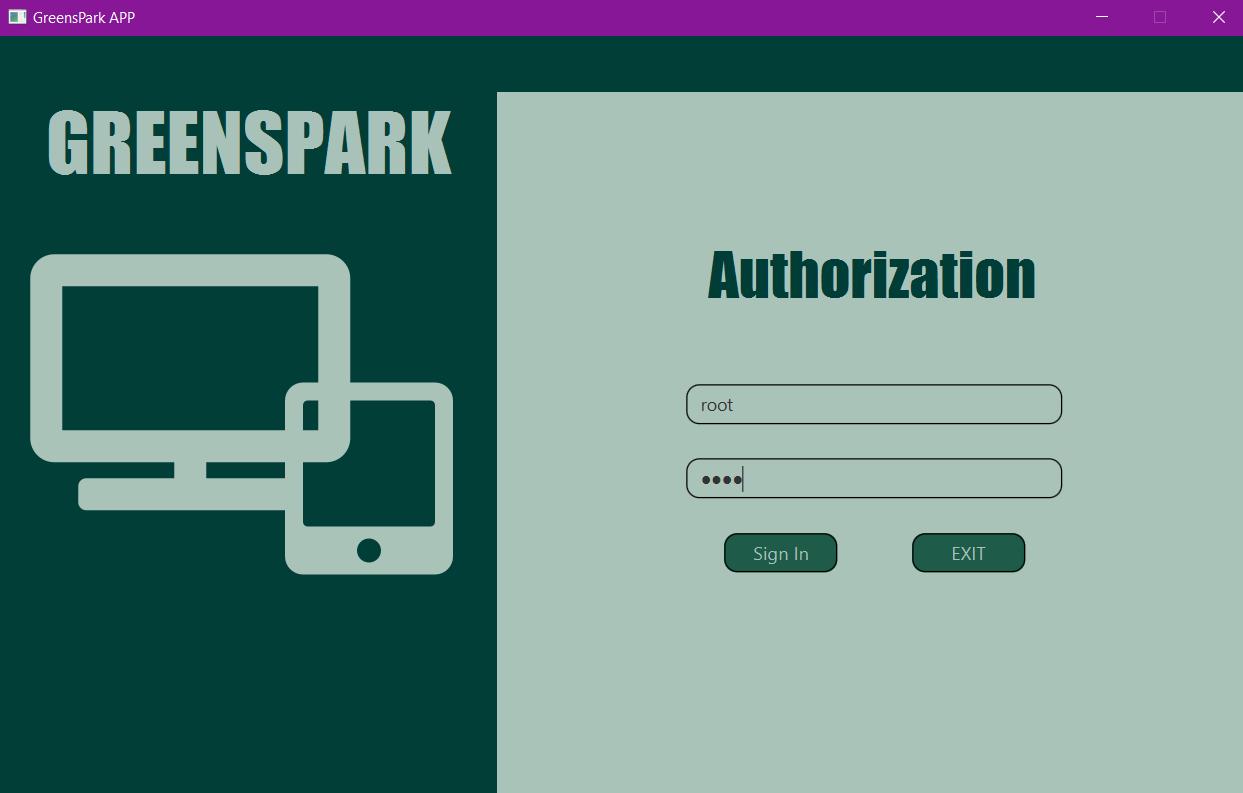 GreensPark APP
GREENSPARK
Authorization
root
••••
Sign In
EXIT